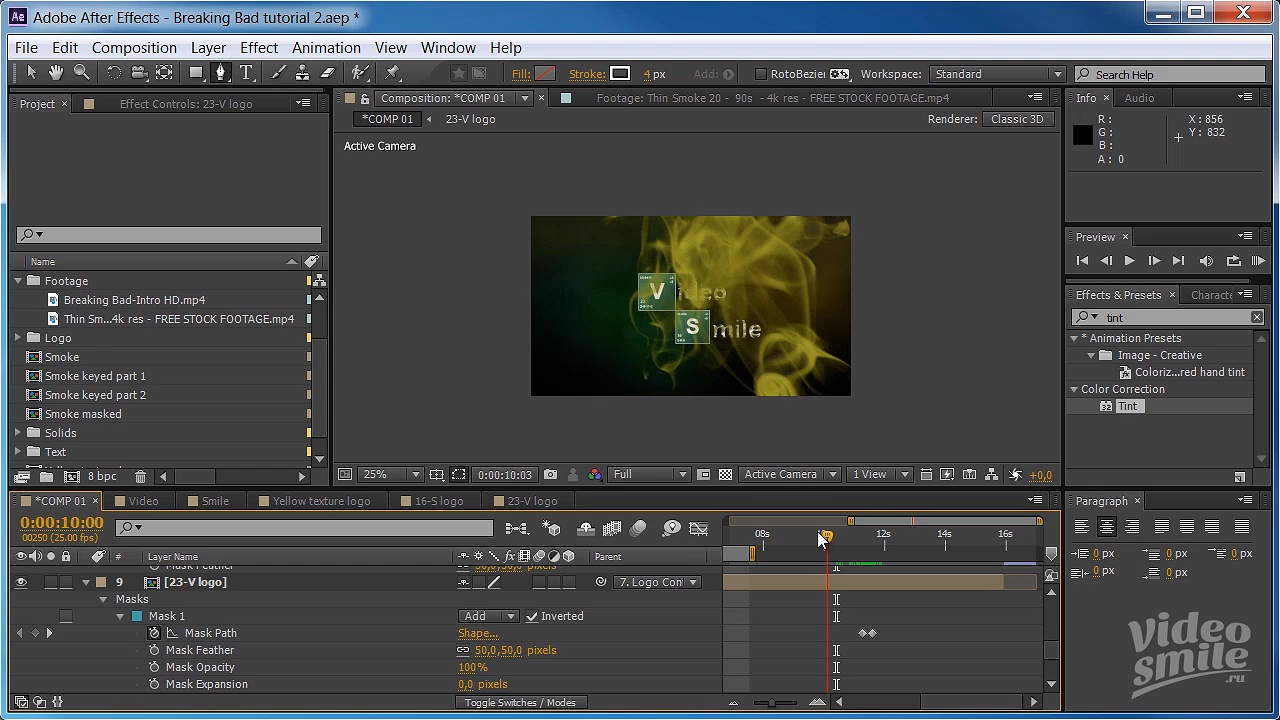 Adobe After Effects - Breaking Bad tutorial 2.aep *
File Edit Composition Layer Effect Animation View Window Help
Fill: Stroke: 4 px Add: RotoBezier Workspace: Standard Search Help
Project × Effect Controls: 23-V logo
Composition: *COMP 01 × Footage: Thin Smoke 20 - 90s - 4k res - FREE STOCK FOOTAGE.mp4
Info × Audio
*COMP 01 23-V logo Renderer: Classic 3D
R: X: 856
G: Y: 832
B:
A: 0
Active Camera
Preview ×
Name
Footage
Breaking Bad-Intro HD.mp4
Thin Sm...4k res - FREE STOCK FOOTAGE.mp4
Logo
Smoke
Smoke keyed part 1
Smoke keyed part 2
Smoke masked
Solids
Text
8 bpc
Video
Smile
Effects & Presets × Characte
tint
* Animation Presets
Image - Creative
Coloriz...red hand tint
Color Correction
32 Tint
25% 0:00:10:03 Full Active Camera 1 View +0,0
*COMP 01 × Video Smile Yellow texture logo 16-S logo 23-V logo
Paragraph ×
0:00:10:00
00250 (25.00 fps)
08s 12s 14s 16s
# Layer Name Parent
9 [23-V logo] 7. Logo Con
Masks
Mask 1 Add Inverted
Mask Path Shape...
Mask Feather 50,0,50,0 pixels
Mask Opacity 100%
Mask Expansion 0,0 pixels
Toggle Switches / Modes
0 px 0 px 0 px
0 px 0 px
video
smile
.ru